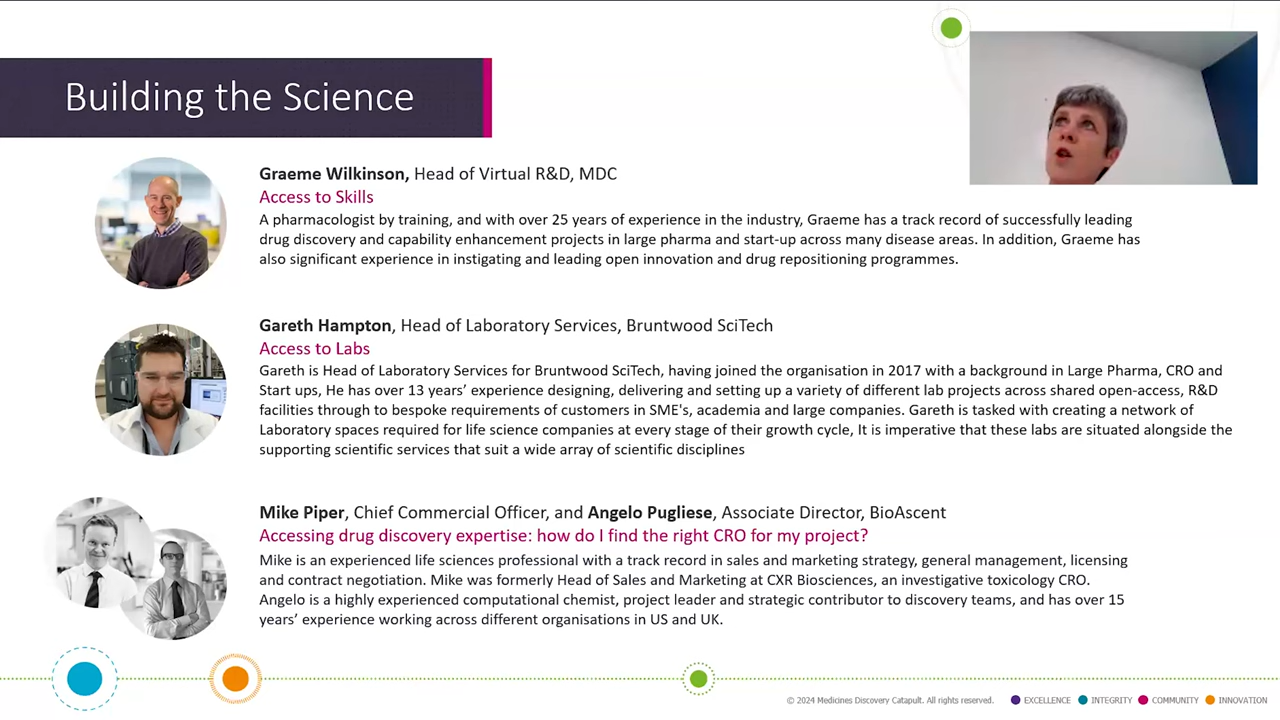 Building the Science
Graeme Wilkinson, Head of Virtual R&D, MDC
Access to Skills
A pharmacologist by training, and with over 25 years of experience in the industry, Graeme has a track record of successfully leading
drug discovery and capability enhancement projects in large pharma and start-up across many disease areas. In addition, Graeme has
also significant experience in instigating and leading open innovation and drug repositioning programmes.
Gareth Hampton, Head of Laboratory Services, Bruntwood SciTech
Access to Labs
Gareth is Head of Laboratory Services for Bruntwood SciTech, having joined the organisation in 2017 with a background in Large Pharma, CRO and
Start ups, He has over 13 years’ experience designing, delivering and setting up a variety of different lab projects across shared open-access, R&D
facilities through to bespoke requirements of customers in SME's, academia and large companies. Gareth is tasked with creating a network of
Laboratory spaces required for life science companies at every stage of their growth cycle, It is imperative that these labs are situated alongside the
supporting scientific services that suit a wide array of scientific disciplines
Mike Piper, Chief Commercial Officer, and Angelo Pugliese, Associate Director, BioAscent
Accessing drug discovery expertise: how do I find the right CRO for my project?
Mike is an experienced life sciences professional with a track record in sales and marketing strategy, general management, licensing
and contract negotiation. Mike was formerly Head of Sales and Marketing at CXR Biosciences, an investigative toxicology CRO.
Angelo is a highly experienced computational chemist, project leader and strategic contributor to discovery teams, and has over 15
years’ experience working across different organisations in US and UK.
© 2024 Medicines Discovery Catapult. All rights reserved. EXCELLENCE INTEGRITY COMMUNITY INNOVATION